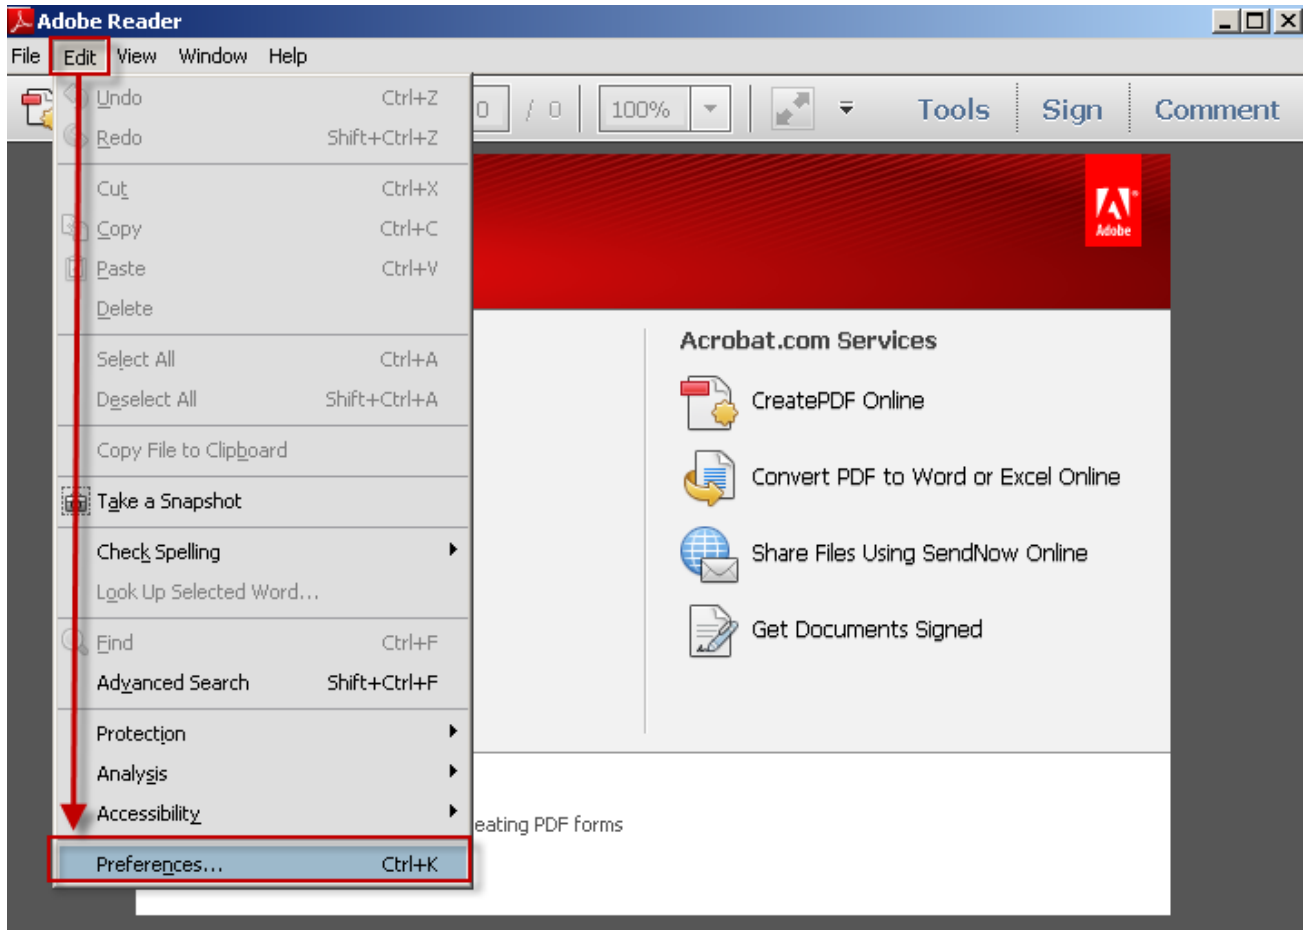 Adobe Reader
File Edit View Window Help
0 / 0 100% Tools Sign Comment
Undo Ctrl+Z
Redo Shift+Ctrl+Z
Cut Ctrl+X
Copy Ctrl+C
Paste Ctrl+V
Delete
Select All Ctrl+A
Deselect All Shift+Ctrl+A
Copy File to Clipboard
Take a Snapshot
Check Spelling
Look Up Selected Word...
Find Ctrl+F
Advanced Search Shift+Ctrl+F
Protection
Analysis
Accessibility
Preferences... Ctrl+K
Adobe
Acrobat.com Services
CreatePDF Online
Convert PDF to Word or Excel Online
Share Files Using SendNow Online
Get Documents Signed
eating PDF forms